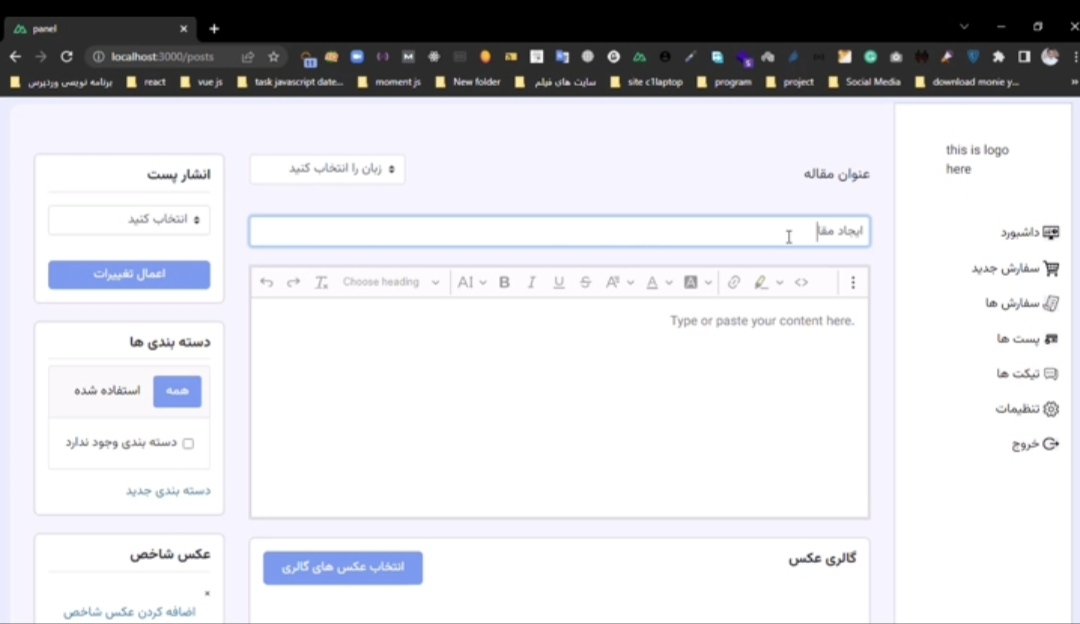 panel
localhost:3000/posts
برنامه نویسی وردپرس
react
vue js
task javascript date...
moment js
New folder
سایت های فیلم
site c1laptop
program
project
Social Media
download monie y...
this is logo
here
داشبورد
سفارش جدید
سفارش ها
پست ها
تیکت ها
تنظیمات
خروج
عنوان مقاله
زبان را انتخاب کنید
ایجاد مقا
Choose heading
Type or paste your content here.
گالری عکس
انتخاب عکس های گالری
انشار پست
انتخاب کنید
اعمال تغییرات
دسته بندی ها
همه
استفاده شده
دسته بندی وجود ندارد
دسته بندی جدید
عکس شاخص
×
اضافه کردن عکس شاخص